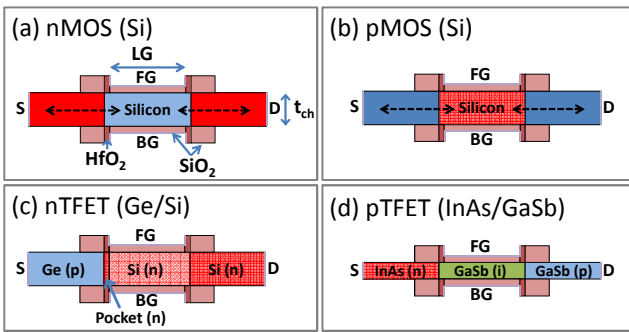 (a) nMOS (Si)
LG
FG
S
Silicon
D
t_ch
BG
HfO₂
SiO₂
(b) pMOS (Si)
FG
S
Silicon
D
BG
(c) nTFET (Ge/Si)
FG
S
Ge (p)
Si (n)
Si (n)
D
BG
Pocket (n)
(d) pTFET (InAs/GaSb)
FG
S
InAs (n)
GaSb (i)
GaSb (p)
D
BG